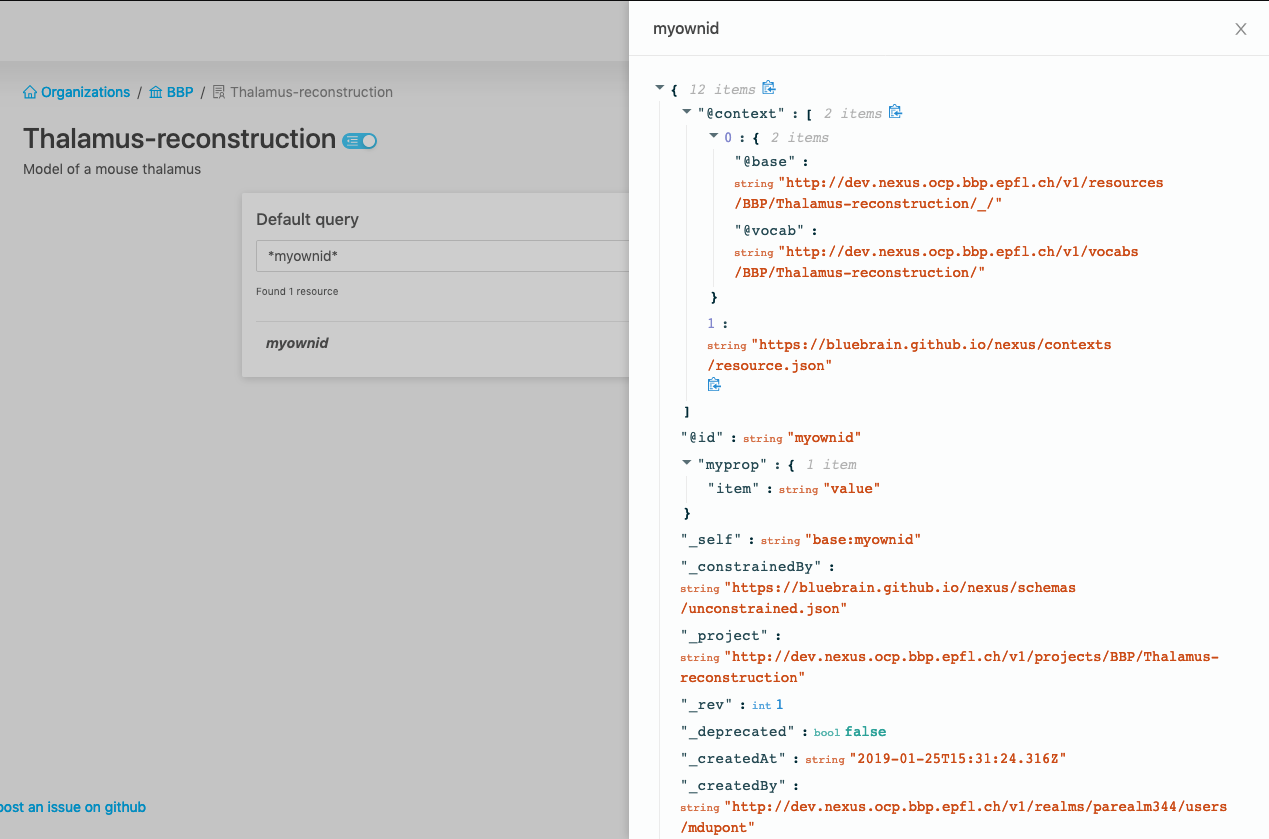 Organizations / BBP / Thalamus-reconstruction
Thalamus-reconstruction
Model of a mouse thalamus
Default query
*myownid*
Found 1 resource
myownid
post an issue on github
myownid
{ 12 items
"@context" : [ 2 items
0 : { 2 items
"@base" :
string "http://dev.nexus.ocp.bbp.epfl.ch/v1/resources
/BBP/Thalamus-reconstruction/_/"
"@vocab" :
string "http://dev.nexus.ocp.bbp.epfl.ch/v1/vocabs
/BBP/Thalamus-reconstruction/"
}
1 :
string "https://bluebrain.github.io/nexus/contexts
/resource.json"
]
"@id" : string "myownid"
"myprop" : { 1 item
"item" : string "value"
}
"_self" : string "base:myownid"
"_constrainedBy" :
string "https://bluebrain.github.io/nexus/schemas
/unconstrained.json"
"_project" :
string "http://dev.nexus.ocp.bbp.epfl.ch/v1/projects/BBP/Thalamus-
reconstruction"
"_rev" : int 1
"_deprecated" : bool false
"_createdAt" : string "2019-01-25T15:31:24.316Z"
"_createdBy" :
string "http://dev.nexus.ocp.bbp.epfl.ch/v1/realms/parealm344/users
/mdupont"